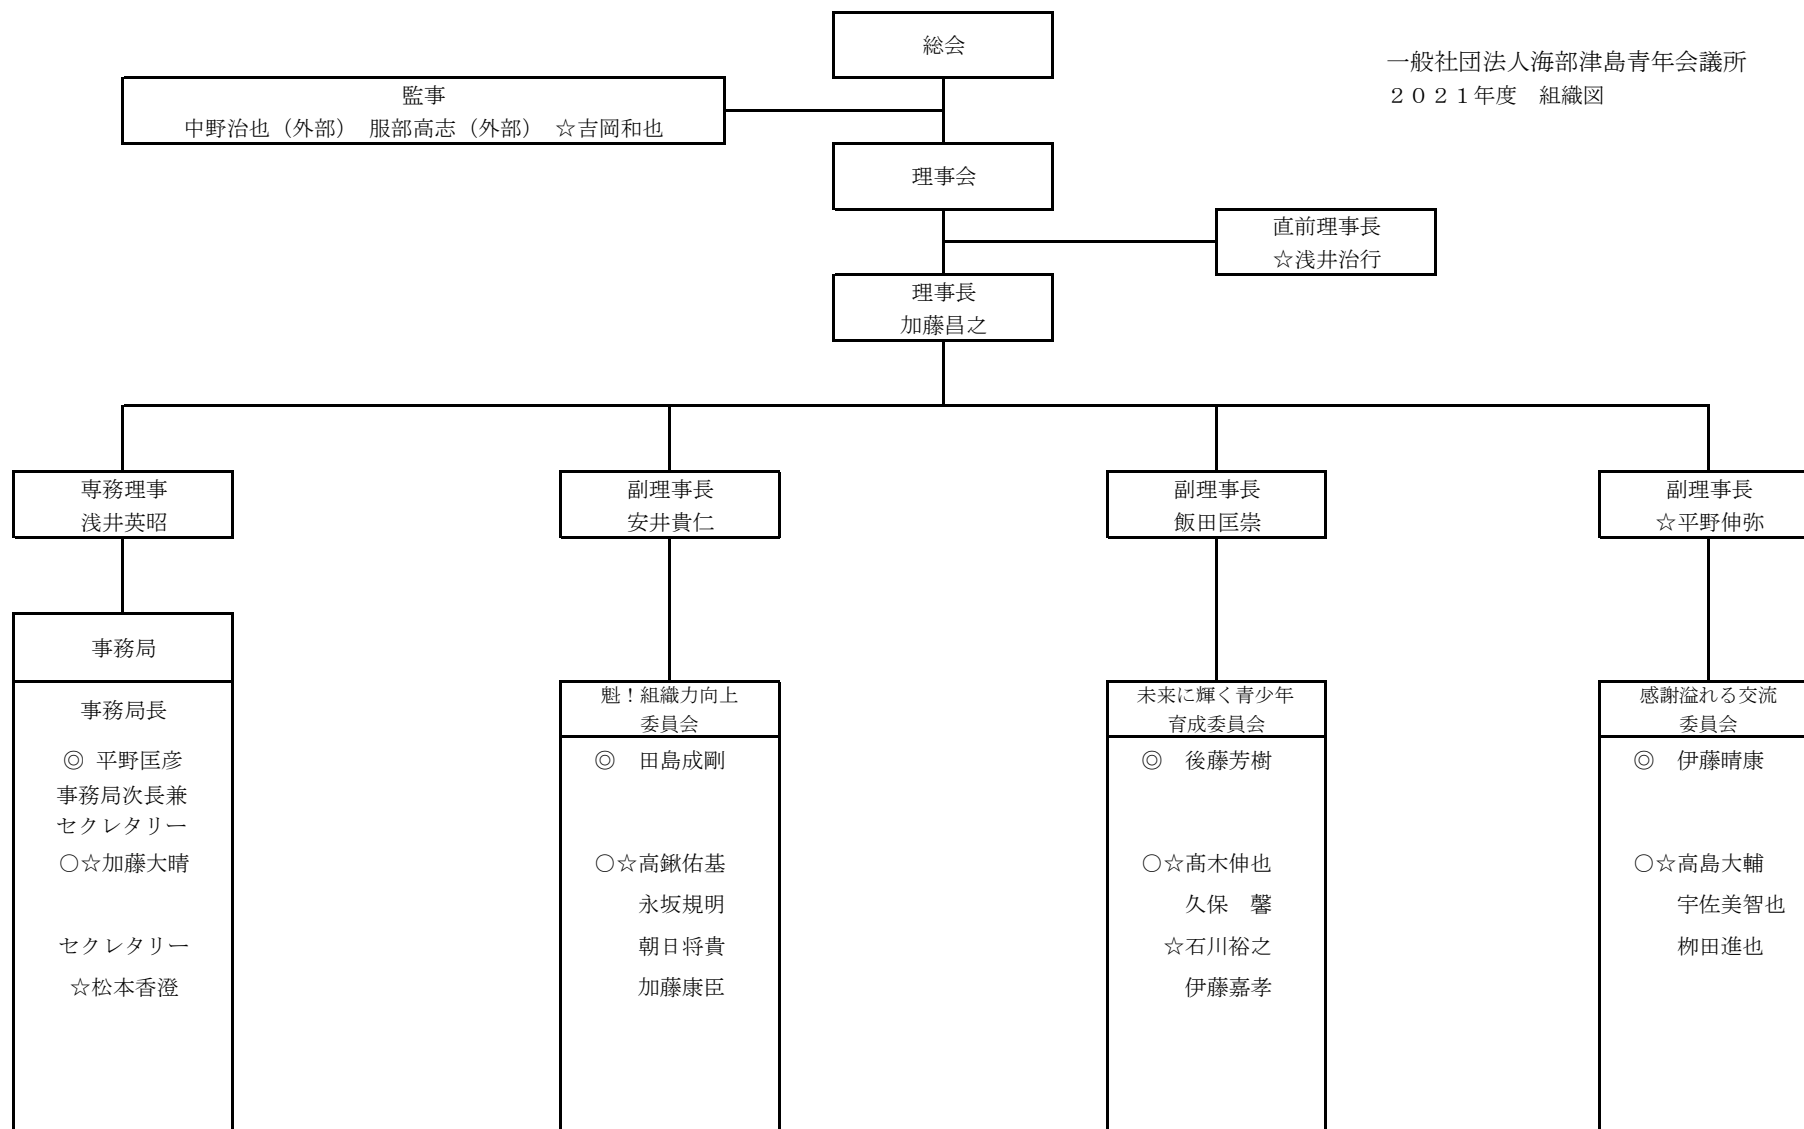 総会
一般社団法人海部津島青年会議所
２０２１年度　組織図
監事
中野治也（外部）　服部高志（外部）　☆吉岡和也
理事会
直前理事長
☆浅井治行
理事長
加藤昌之
専務理事
浅井英昭
事務局
事務局長
◎ 平野匡彦
事務局次長兼
セクレタリー
○☆加藤大晴
セクレタリー
☆松本香澄
副理事長
安井貴仁
魁！組織力向上
委員会
◎　田島成剛
○☆高鍬佑基
永坂規明
朝日将貴
加藤康臣
副理事長
飯田匡崇
未来に輝く青少年
育成委員会
◎　後藤芳樹
○☆髙木伸也
久保　馨
☆石川裕之
伊藤嘉孝
副理事長
☆平野伸弥
感謝溢れる交流
委員会
◎　伊藤晴康
○☆高島大輔
宇佐美智也
栁田進也